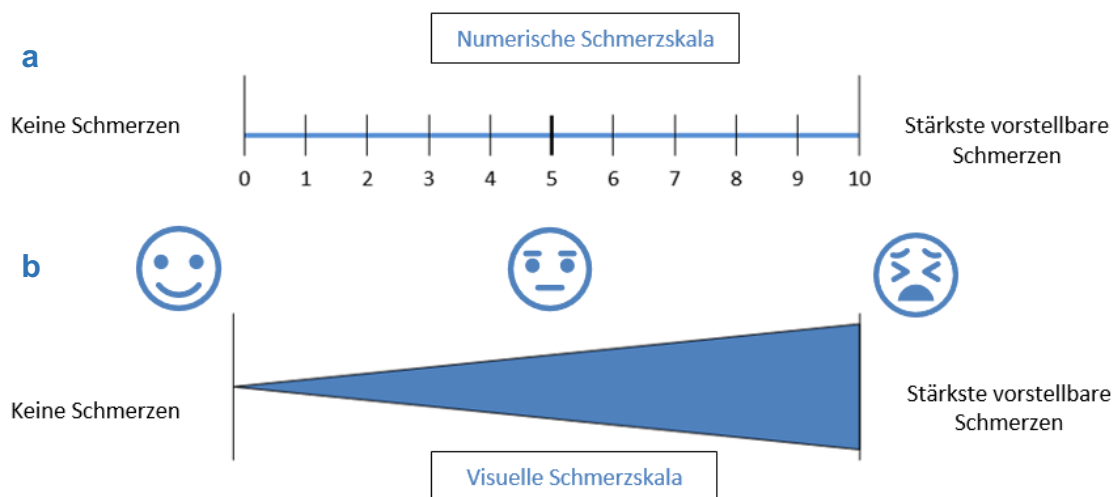 a
Numerische Schmerzskala
Keine Schmerzen
Stärkste vorstellbare
Schmerzen
0 1 2 3 4 5 6 7 8 9 10
b
Keine Schmerzen
Stärkste vorstellbare
Schmerzen
Visuelle Schmerzskala